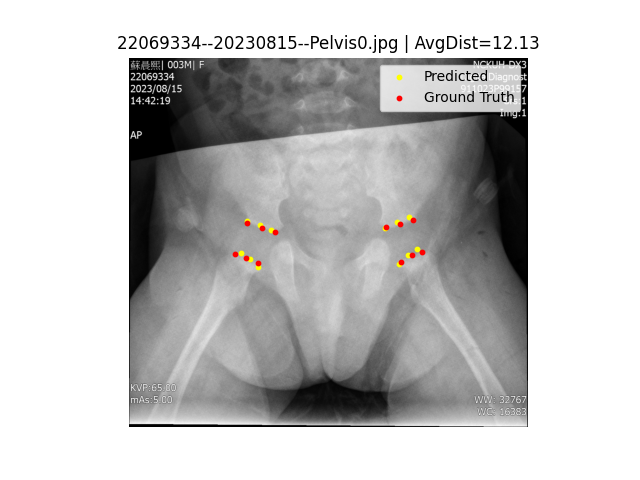 22069334--20230815--Pelvis0.jpg | AvgDist=12.13
蘇晨熙| 003M| F
22069334
2023/08/15
14:42:19
AP
NCKUH-DX3
Diagnost
Img:1
Predicted
Ground Truth
KVP:65.00
mAs:5.00
WW: 32767
WC: 16383